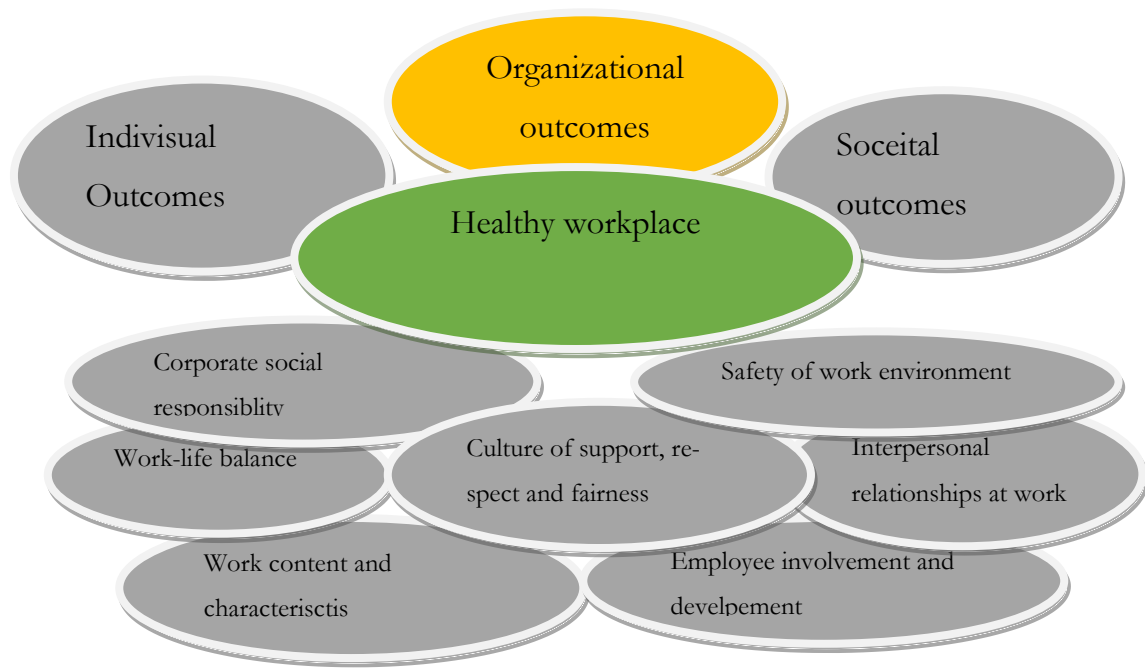 Organizational
outcomes
Indivisual
Outcomes
Soceital
outcomes
Healthy workplace
Corporate social
responsiblity
Safety of work environment
Work-life balance
Culture of support, re-
spect and fairness
Interpersonal
relationships at work
Work content and
characterisctis
Employee involvement and
develpement